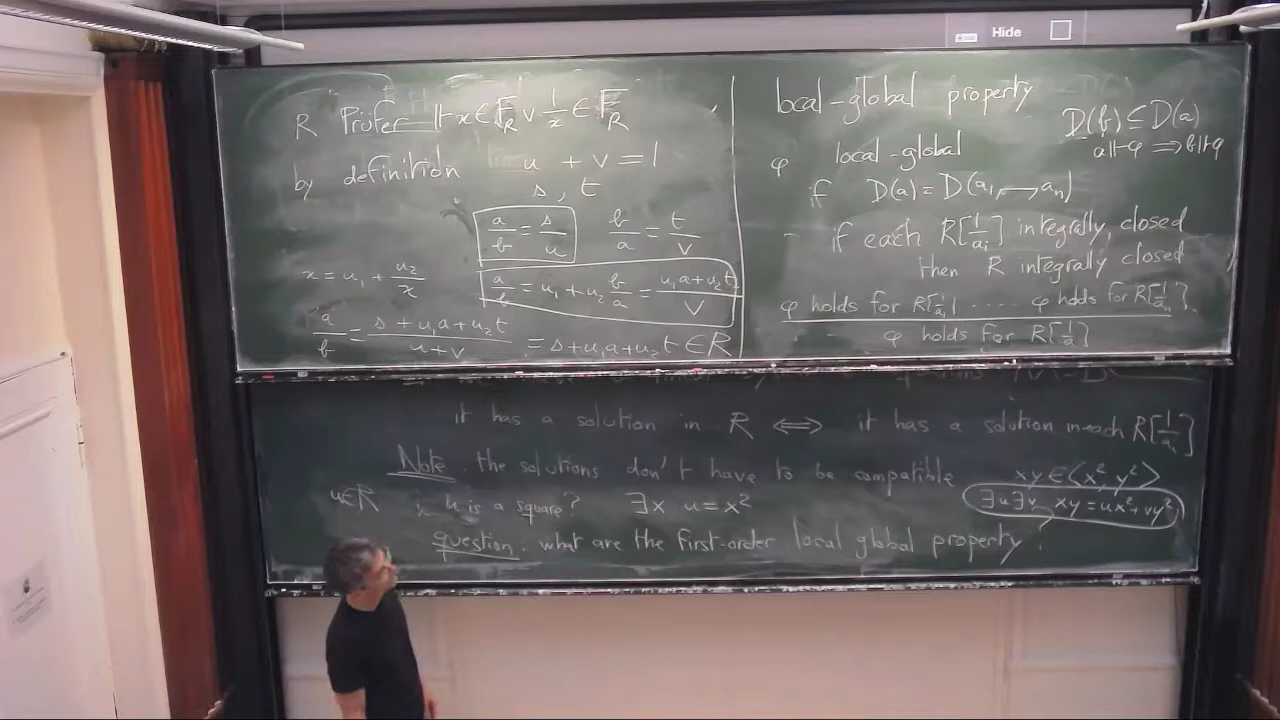 Hide
R Prüfer ⊩ x ∈ F_R ∨ 1/x ∈ F_R
by definition u + v = 1
s, t
a/b = s/u b/a = t/v
x = u₁ + u₂/x
a/b = u₁ + u₂ b/a = (u₁a + u₂t)/v
a/b = (s + u₁a + u₂t)/(u + v) = s + u₁a + u₂t ∈ R
local-global property
D(b) ⊆ D(a)
a ⊩ φ ⟹ b ⊩ φ
φ local-global
if D(a) = D(a₁, ⟶ aₙ)
- if each R[1/aᵢ] integrally closed
then R integrally closed
φ holds for R[1/a₁] ..... φ holds for R[1/aₙ]
φ holds for R[1/a]
it has a solution in R ⟺ it has a solution in each R[1/aᵢ]
Note. the solutions don't have to be compatible
xy ∈ ⟨x², y²⟩
u ∈ R u is a square? ∃x u = x²
∃u ∃v xy = ux² + vy²
question. what are the first-order local global property.